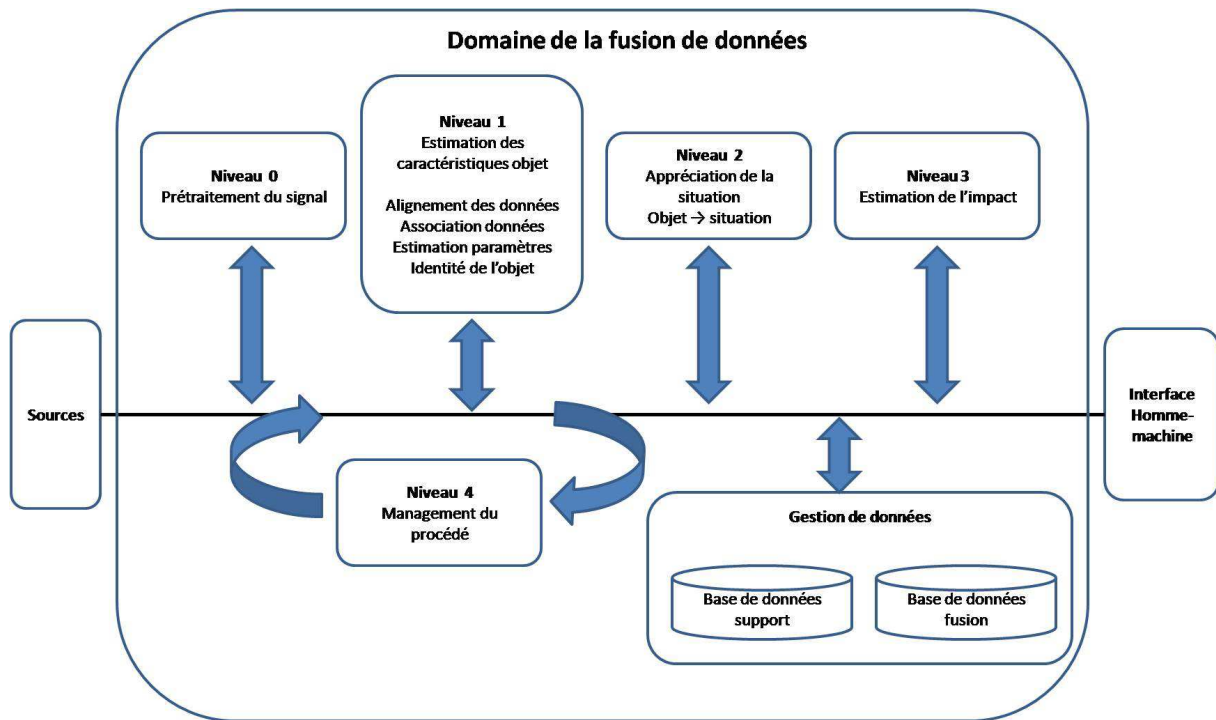 Domaine de la fusion de données
Niveau 0
Prétraitement du signal
Niveau 1
Estimation des
caractéristiques objet
Alignement des données
Association données
Estimation paramètres
Identité de l'objet
Niveau 2
Appréciation de la
situation
Objet → situation
Niveau 3
Estimation de l'impact
Sources
Interface
Homme-
machine
Niveau 4
Management du
procédé
Gestion de données
Base de données
support
Base de données
fusion